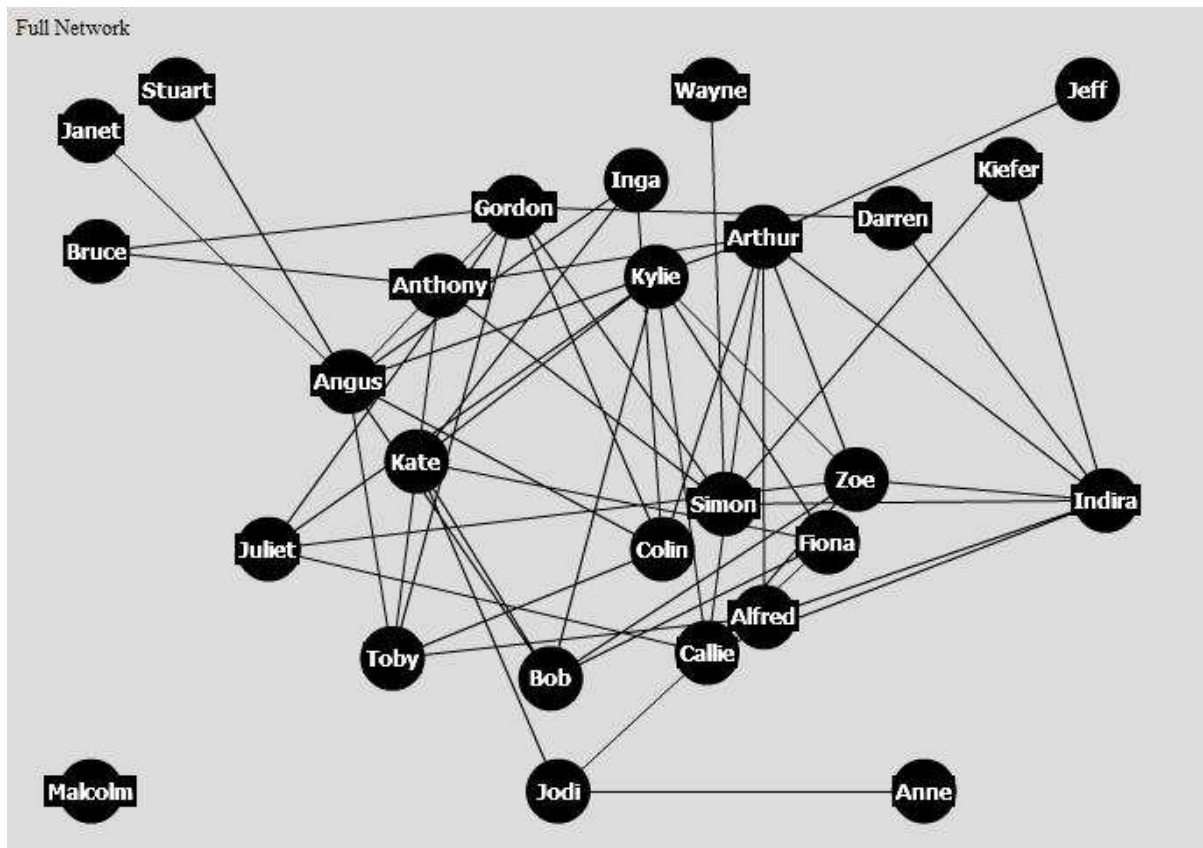 Full Network
Stuart
Wayne
Jeff
Janet
Kiefer
Inga
Gordon
Darren
Arthur
Bruce
Anthony
Kylie
Angus
Kate
Zoe
Simon
Indira
Juliet
Colin
Fiona
Alfred
Toby
Callie
Bob
Malcolm
Jodi
Anne